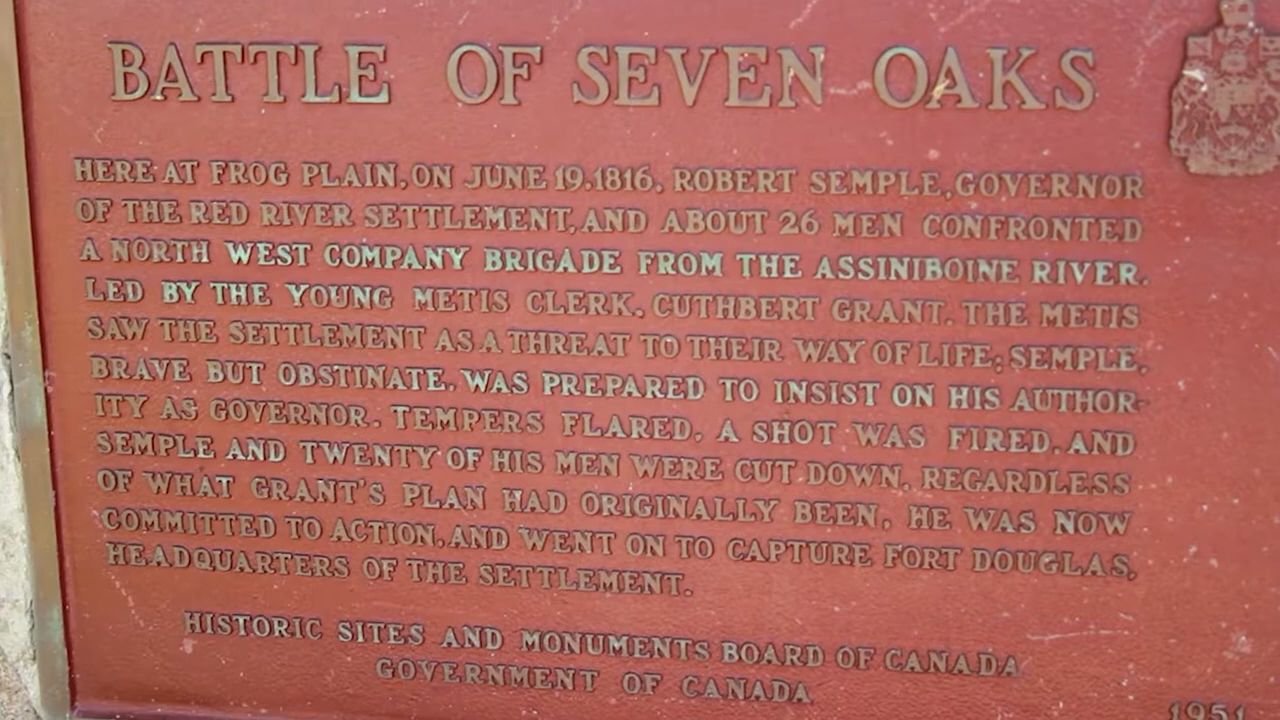 BATTLE OF SEVEN OAKS
HERE AT FROG PLAIN, ON JUNE 19, 1816, ROBERT SEMPLE, GOVERNOR
OF THE RED RIVER SETTLEMENT, AND ABOUT 26 MEN CONFRONTED
A NORTH WEST COMPANY BRIGADE FROM THE ASSINIBOINE RIVER,
LED BY THE YOUNG METIS CLERK, CUTHBERT GRANT. THE METIS
SAW THE SETTLEMENT AS A THREAT TO THEIR WAY OF LIFE; SEMPLE,
BRAVE BUT OBSTINATE, WAS PREPARED TO INSIST ON HIS AUTHOR-
ITY AS GOVERNOR. TEMPERS FLARED, A SHOT WAS FIRED, AND
SEMPLE AND TWENTY OF HIS MEN WERE CUT DOWN. REGARDLESS
OF WHAT GRANT'S PLAN HAD ORIGINALLY BEEN, HE WAS NOW
COMMITTED TO ACTION, AND WENT ON TO CAPTURE FORT DOUGLAS,
HEADQUARTERS OF THE SETTLEMENT.
HISTORIC SITES AND MONUMENTS BOARD OF CANADA
GOVERNMENT OF CANADA
1951